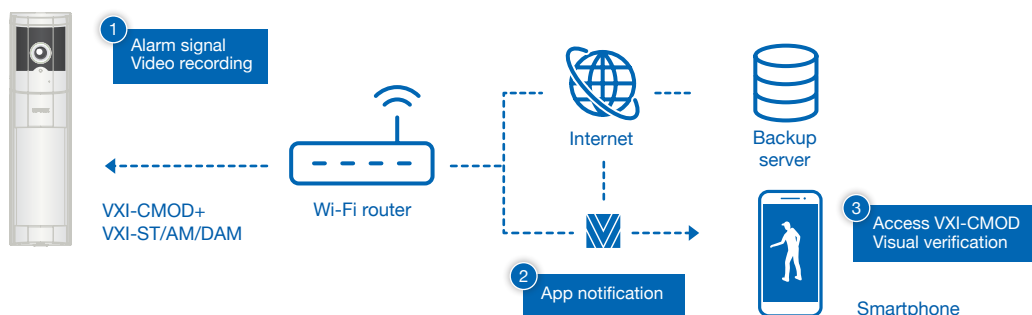 1
Alarm signal
Video recording
VXI-CMOD+
VXI-ST/AM/DAM
Wi-Fi router
Internet
Backup
server
2
App notification
3
Access VXI-CMOD
Visual verification
Smartphone